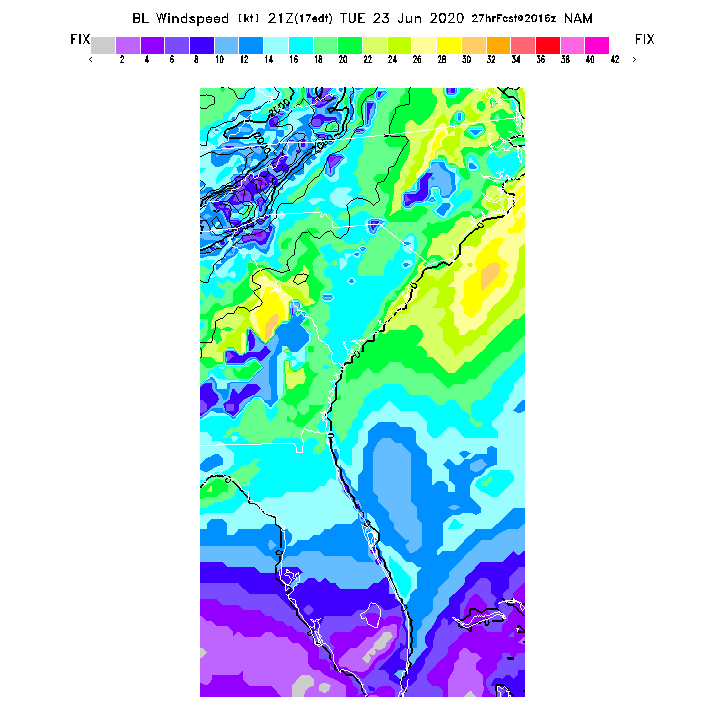 BL Windspeed [kt] 21Z(17edt) TUE 23 Jun 2020 27hrFcst@2016z NAM
FIX FIX
< 2 4 6 8 10 12 14 16 18 20 22 24 26 28 30 32 34 36 38 40 42 >